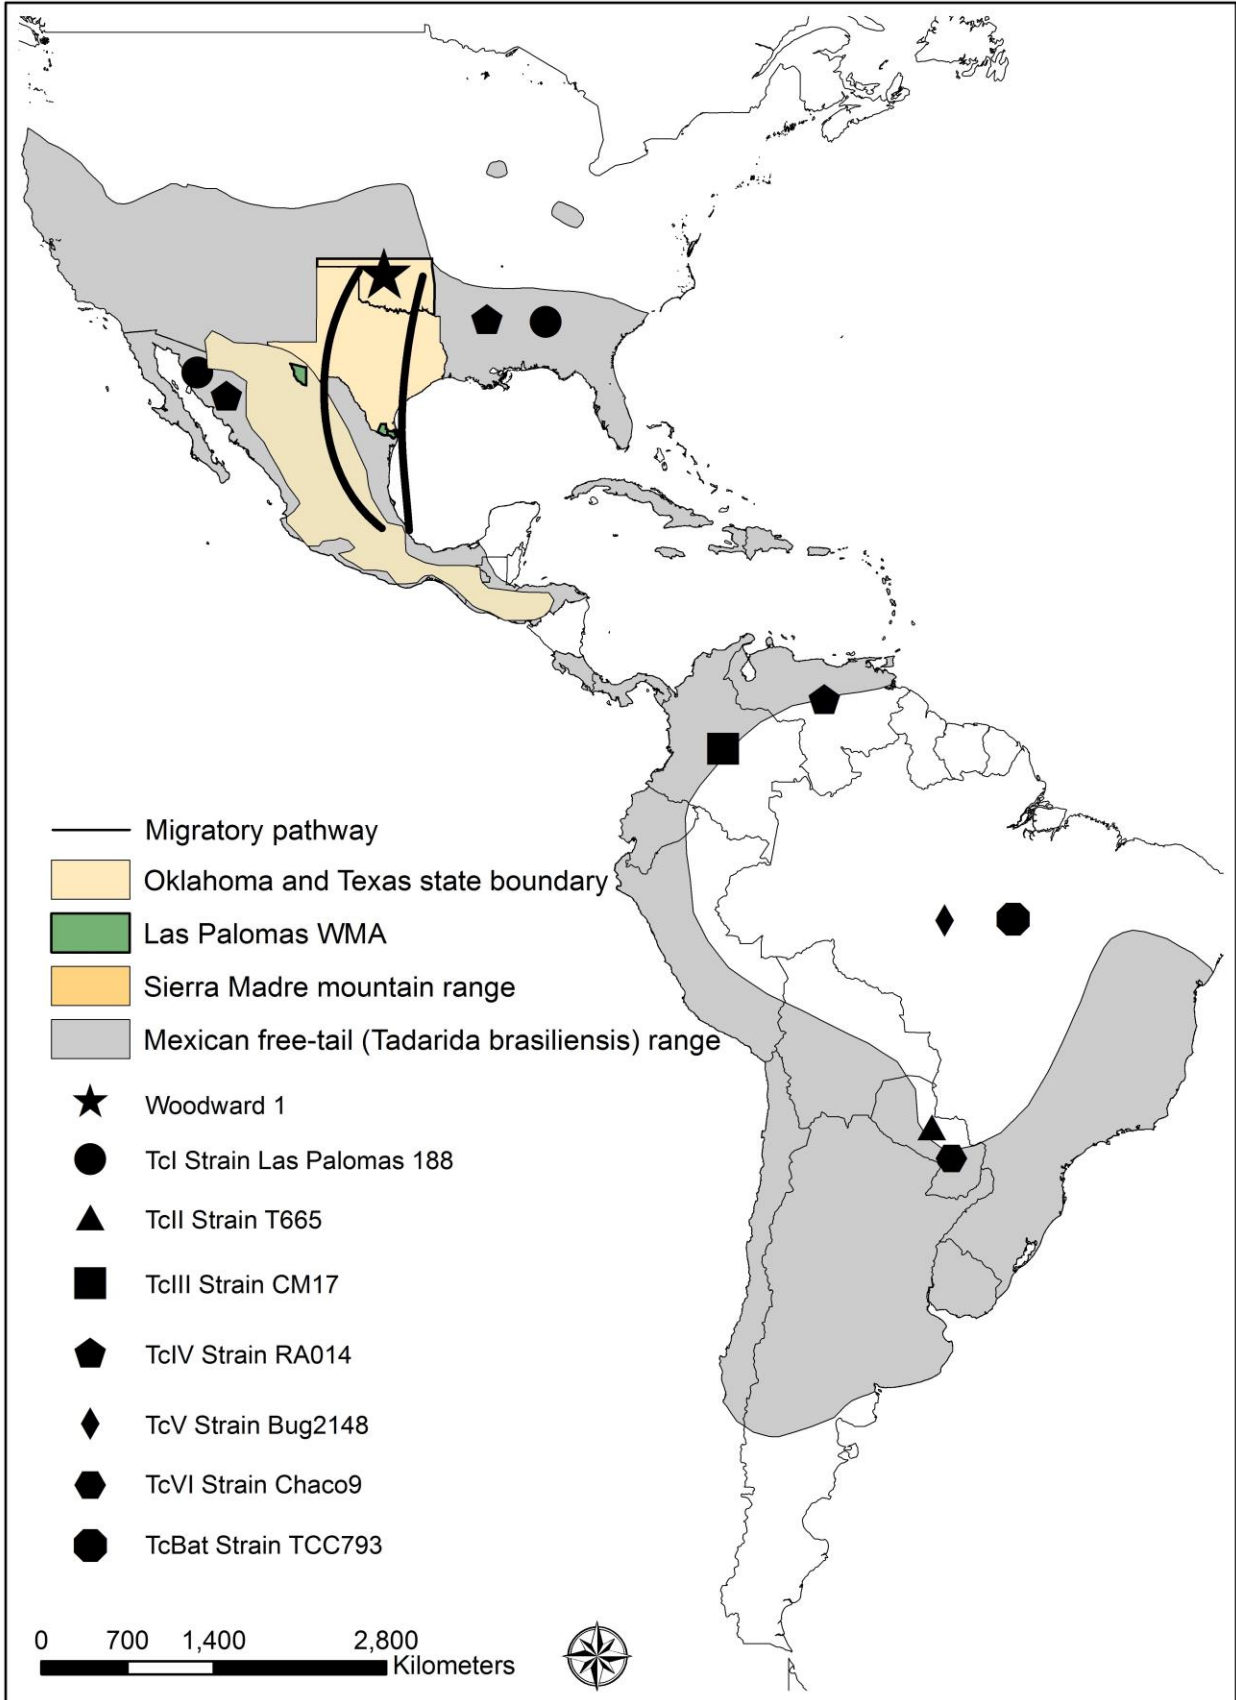 Migratory pathway
Oklahoma and Texas state boundary
Las Palomas WMA
Sierra Madre mountain range
Mexican free-tail (Tadarida brasiliensis) range
Woodward 1
TcI Strain Las Palomas 188
TcII Strain T665
TcIII Strain CM17
TcIV Strain RA014
TcV Strain Bug2148
TcVI Strain Chaco9
TcBat Strain TCC793
0 700 1,400 2,800
Kilometers